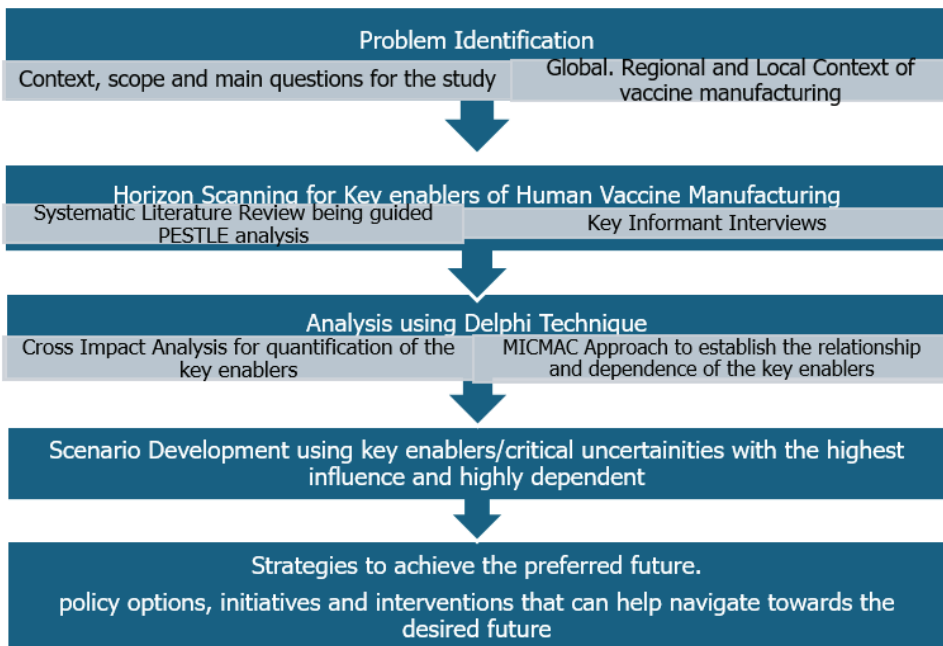 Problem Identification
Context, scope and main questions for the study
Global. Regional and Local Context of
vaccine manufacturing
Horizon Scanning for Key enablers of Human Vaccine Manufacturing
Systematic Literature Review being guided
PESTLE analysis
Key Informant Interviews
Analysis using Delphi Technique
Cross Impact Analysis for quantification of the
key enablers
MICMAC Approach to establish the relationship
and dependence of the key enablers
Scenario Development using key enablers/critical uncertainities with the highest
influence and highly dependent
Strategies to achieve the preferred future.
policy options, initiatives and interventions that can help navigate towards the
desired future